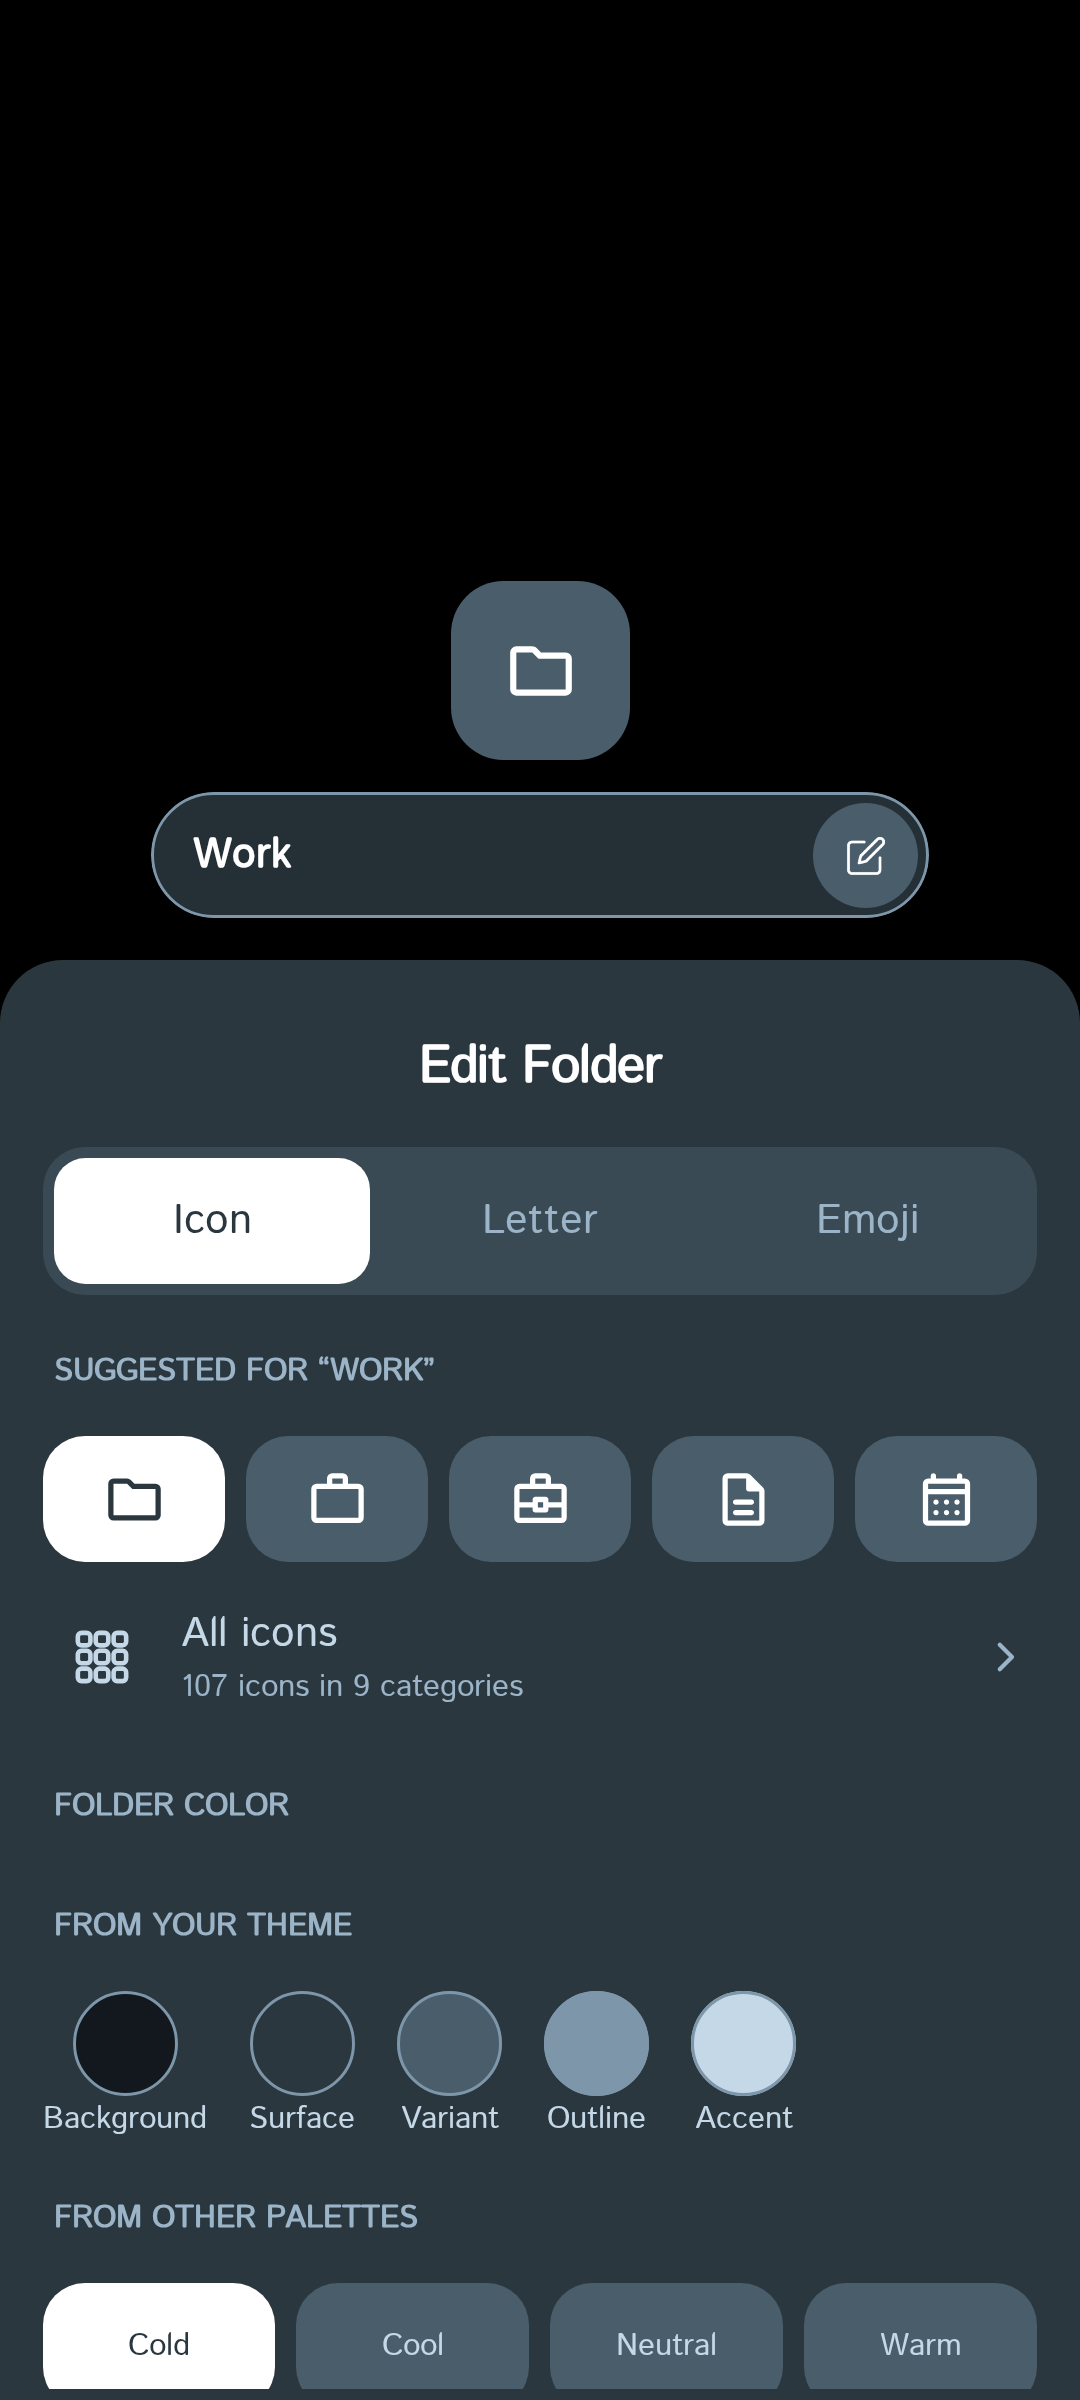 Work
Edit Folder
Icon
Letter
Emoji
SUGGESTED FOR “WORK”
All icons
107 icons in 9 categories
FOLDER COLOR
FROM YOUR THEME
Background
Surface
Variant
Outline
Accent
FROM OTHER PALETTES
Cold
Cool
Neutral
Warm